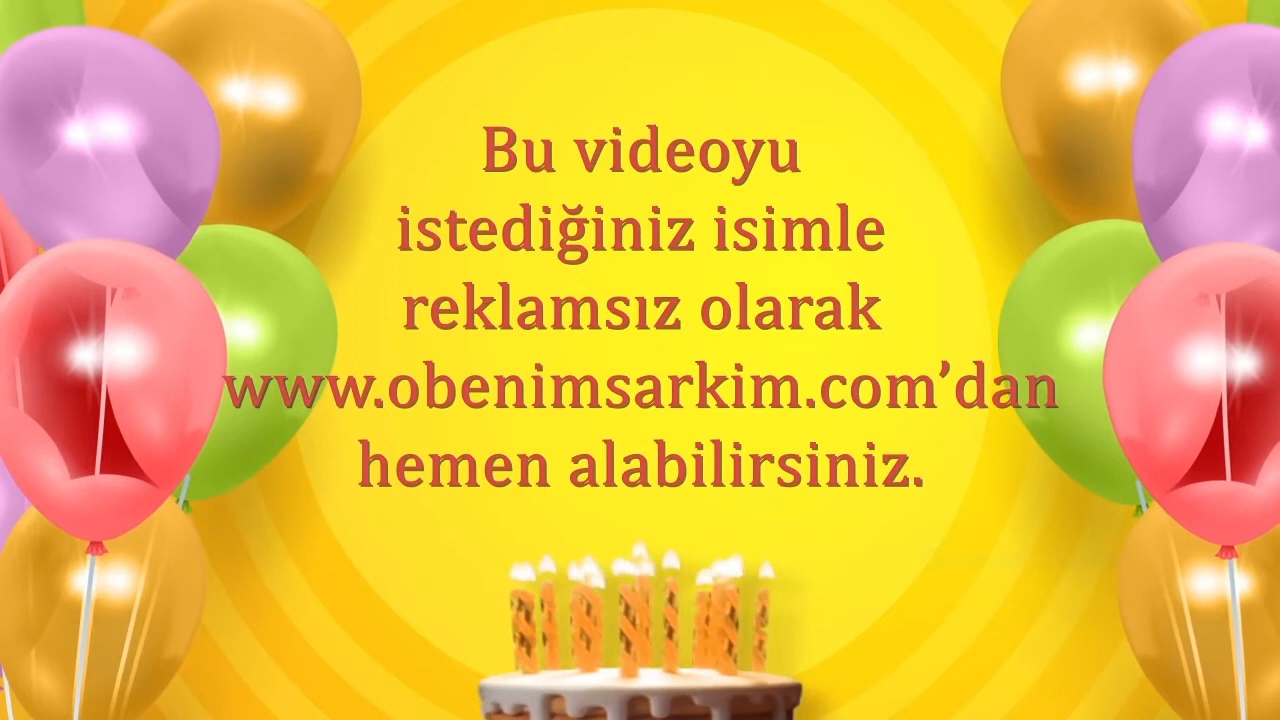 Bu videoyu
istediğiniz isimle
reklamsız olarak
www.obenimsarkim.com’dan
hemen alabilirsiniz.